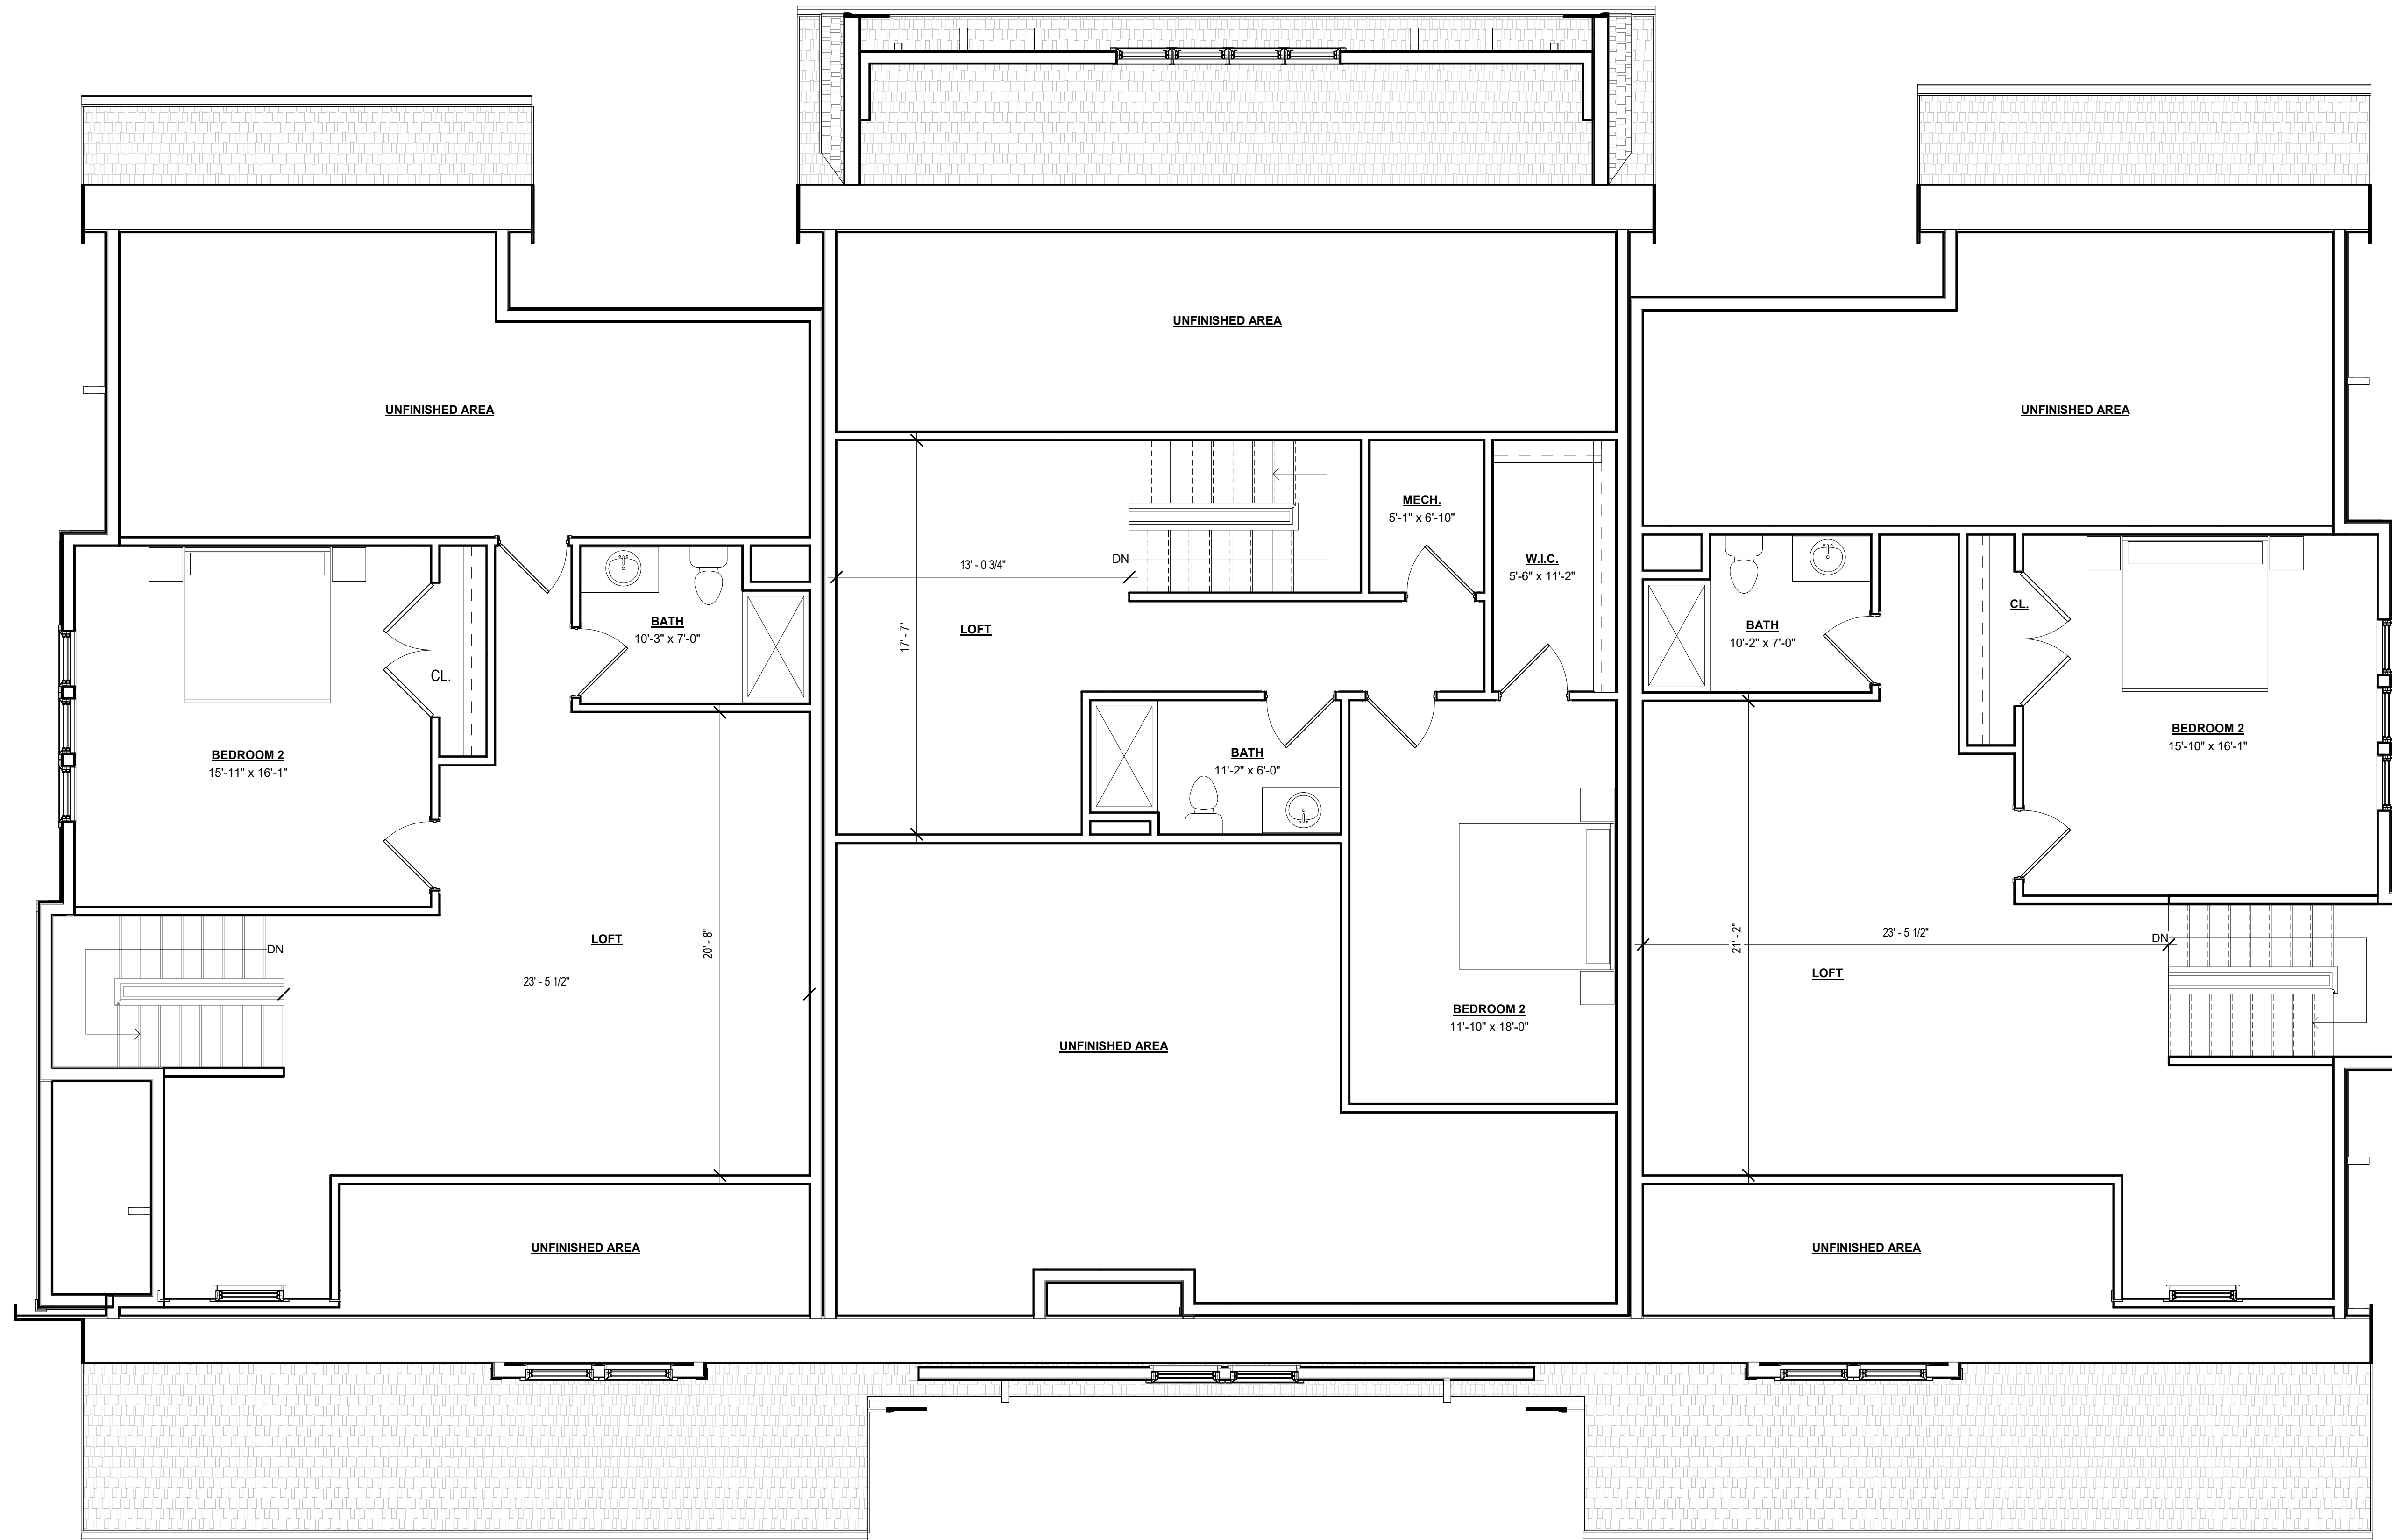 UNFINISHED AREA
UNFINISHED AREA
UNFINISHED AREA
MECH.
5'-1" x 6'-10"
W.I.C.
5'-6" x 11'-2"
13' - 0 3/4"
DN
17' - 7"
LOFT
BATH
10'-3" x 7'-0"
CL.
BEDROOM 2
15'-11" x 16'-1"
BATH
11'-2" x 6'-0"
BATH
10'-2" x 7'-0"
CL.
BEDROOM 2
15'-10" x 16'-1"
DN
LOFT
20' - 8"
23' - 5 1/2"
21' - 2"
23' - 5 1/2"
DN
LOFT
BEDROOM 2
11'-10" x 18'-0"
UNFINISHED AREA
UNFINISHED AREA
UNFINISHED AREA